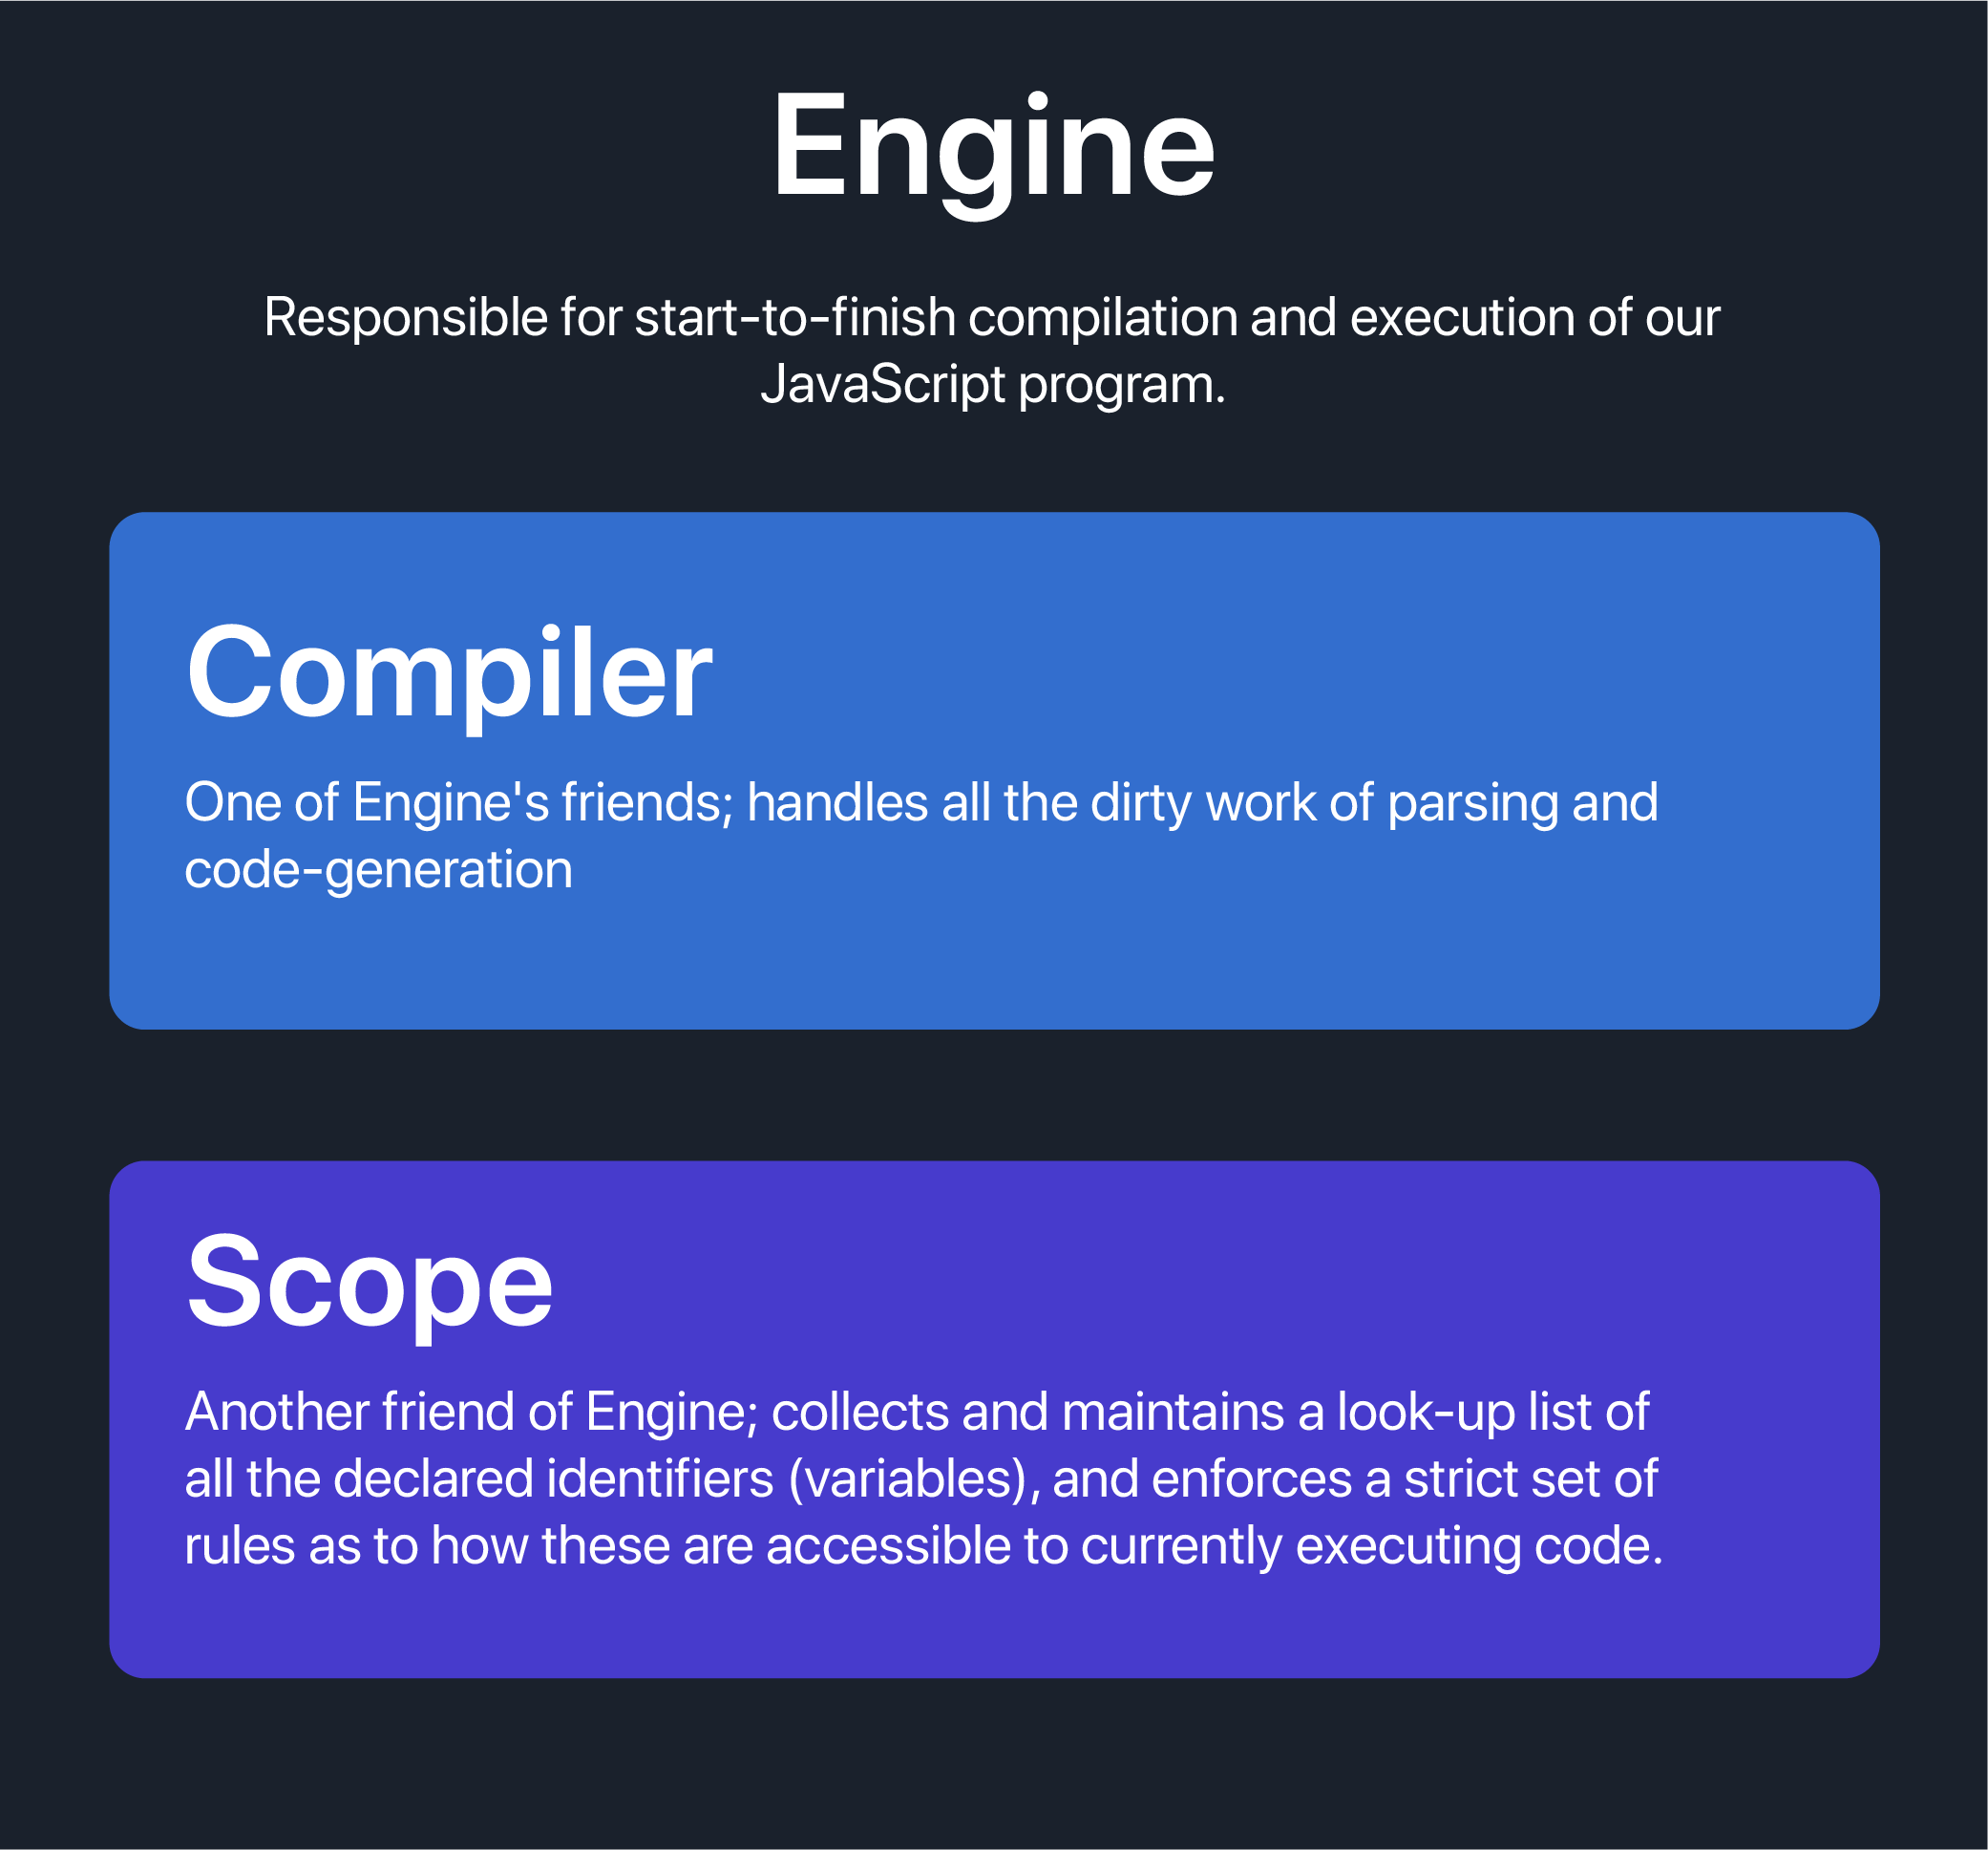 Engine
Responsible for start-to-finish compilation and execution of our
JavaScript program.
Compiler
One of Engine's friends; handles all the dirty work of parsing and
code-generation
Scope
Another friend of Engine; collects and maintains a look-up list of
all the declared identifiers (variables), and enforces a strict set of
rules as to how these are accessible to currently executing code.